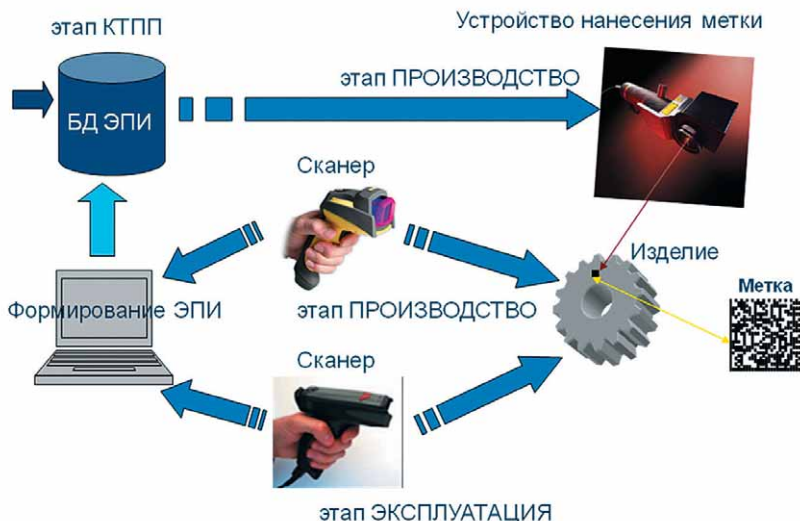 этап КТПП
Устройство нанесения метки
этап ПРОИЗВОДСТВО
БД ЭПИ
Сканер
Изделие
Метка
Формирование ЭПИ
этап ПРОИЗВОДСТВО
Сканер
этап ЭКСПЛУАТАЦИЯ